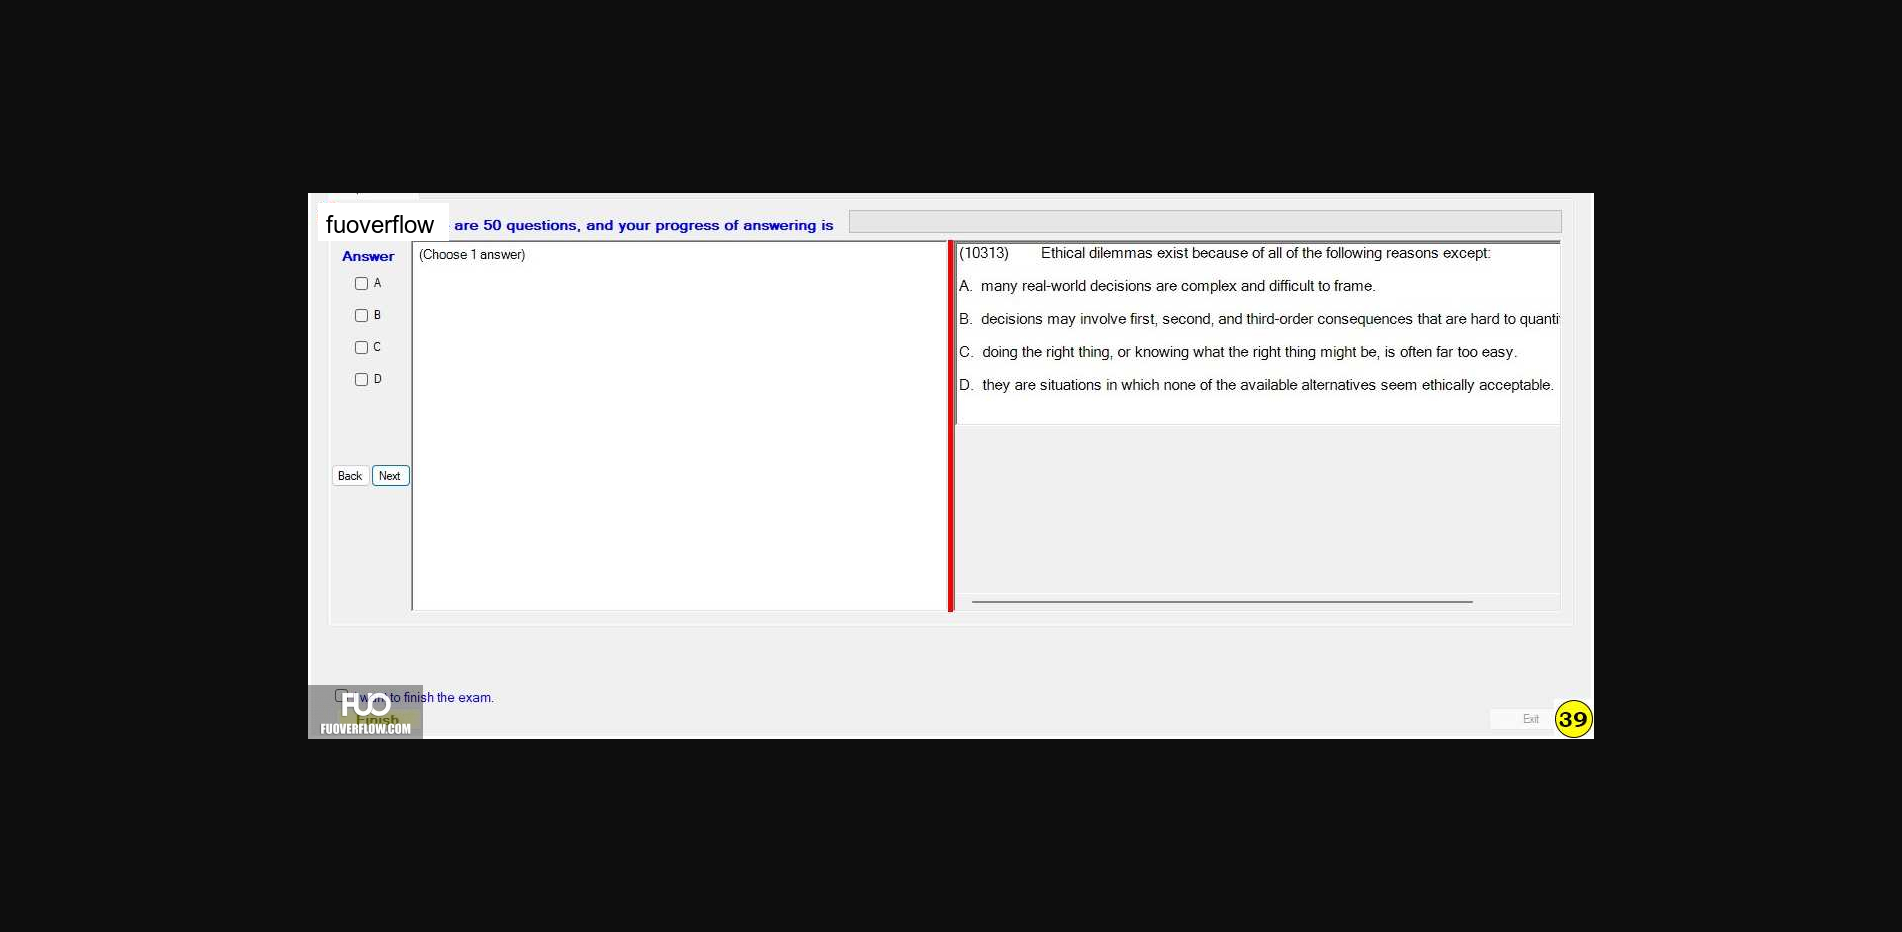 fuoverflow are 50 questions, and your progress of answering is
Answer
(Choose 1 answer)
A
B
C
D
Back Next
(10313) Ethical dilemmas exist because of all of the following reasons except:
A. many real-world decisions are complex and difficult to frame.
B. decisions may involve first, second, and third-order consequences that are hard to quanti
C. doing the right thing, or knowing what the right thing might be, is often far too easy.
D. they are situations in which none of the available alternatives seem ethically acceptable.
want to finish the exam.
FUO
Finish
FUOVERFLOW.COM
Exit
39